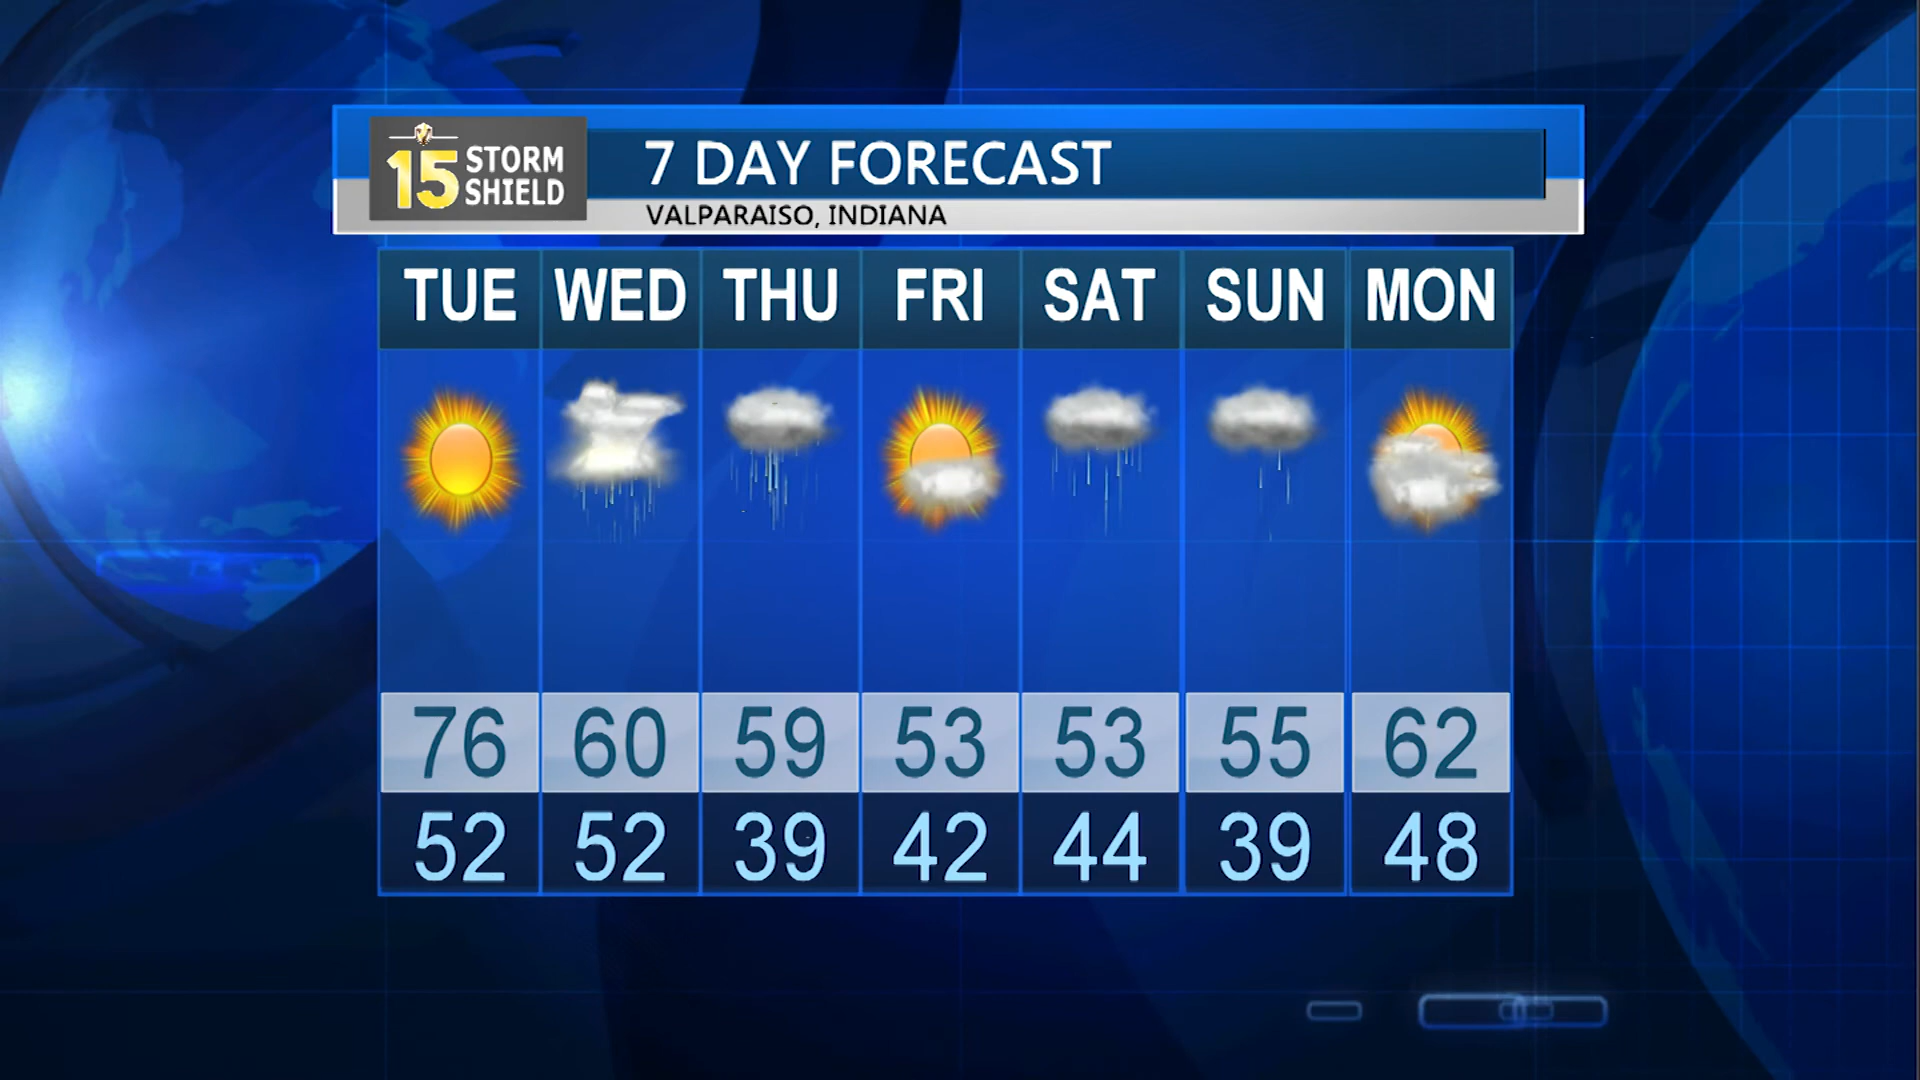 15 STORM SHIELD
7 DAY FORECAST
VALPARAISO, INDIANA
TUE WED THU FRI SAT SUN MON
76 60 59 53 53 55 62
52 52 39 42 44 39 48